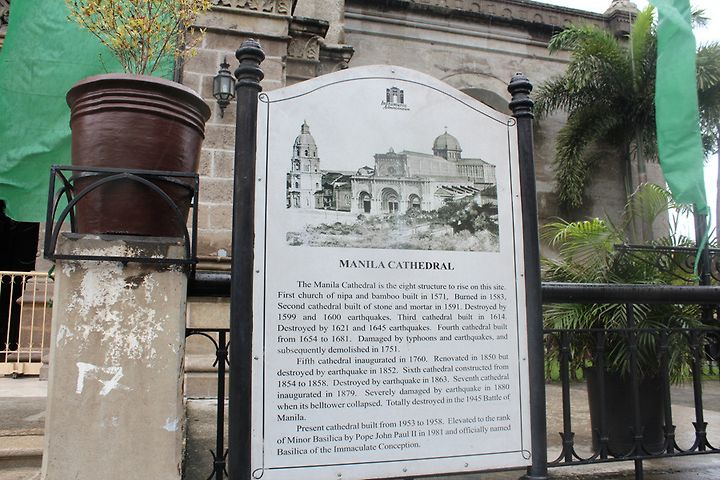 MANILA CATHEDRAL
The Manila Cathedral is the eight structure to rise on this site.
First church of nipa and bamboo built in 1571, Burned in 1583,
Second cathedral built of stone and mortar in 1591. Destroyed by
1599 and 1600 earthquakes. Third cathedral built in 1614.
Destroyed by 1621 and 1645 earthquakes. Fourth cathedral built
from 1654 to 1681. Damaged by typhoons and earthquakes, and
subsequently demolished in 1751.
Fifth cathedral inaugurated in 1760. Renovated in 1850 but
destroyed by earthquake in 1852. Sixth cathedral constructed from
1854 to 1858. Destroyed by earthquake in 1863. Seventh cathedral
inaugurated in 1879. Severely damaged by earthquake in 1880
when its belltower collapsed. Totally destroyed in the 1945 Battle of
Manila.
Present cathedral built from 1953 to 1958. Elevated to the rank
of Minor Basilica by Pope John Paul II in 1981 and officially named
Basilica of the Immaculate Conception.